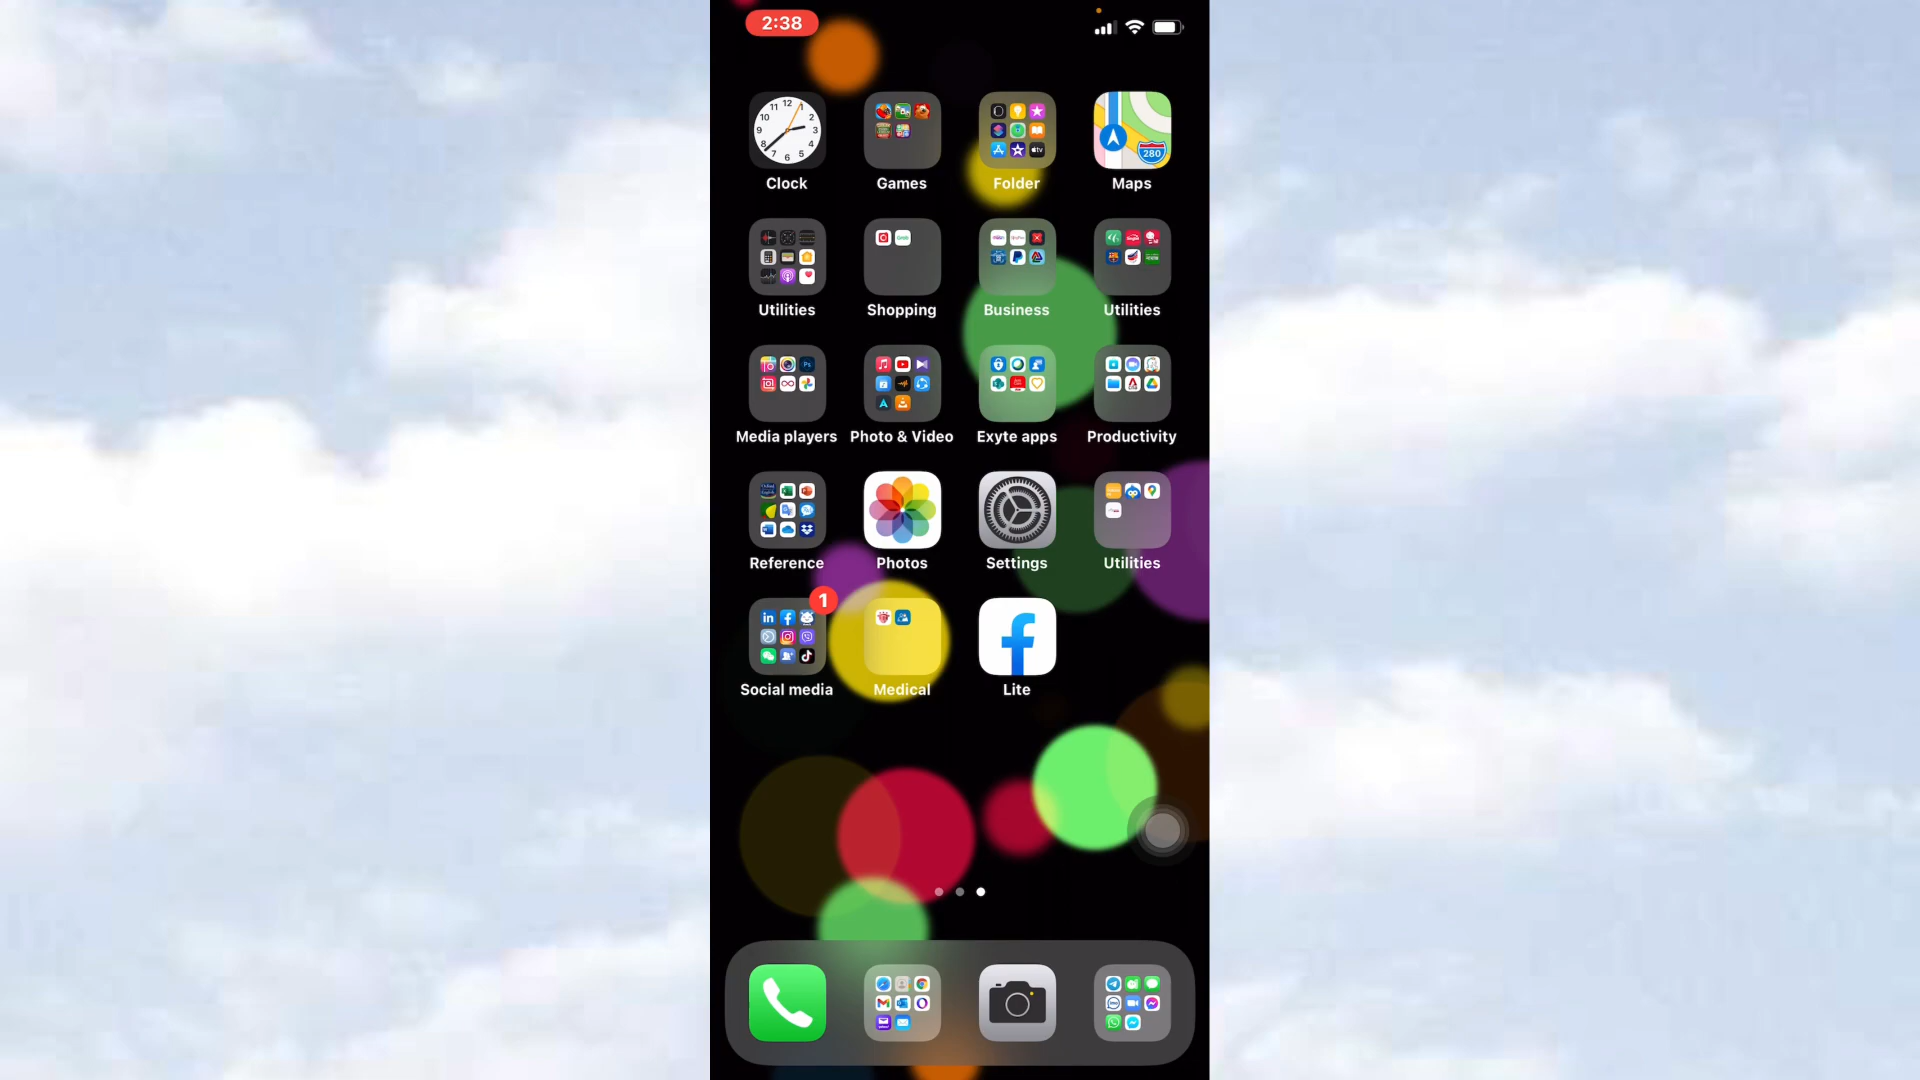 2:38
Clock Games Folder Maps
Utilities Shopping Business Utilities
Media players Photo & Video Exyte apps Productivity
Reference Photos Settings Utilities
1
Social media Medical Lite